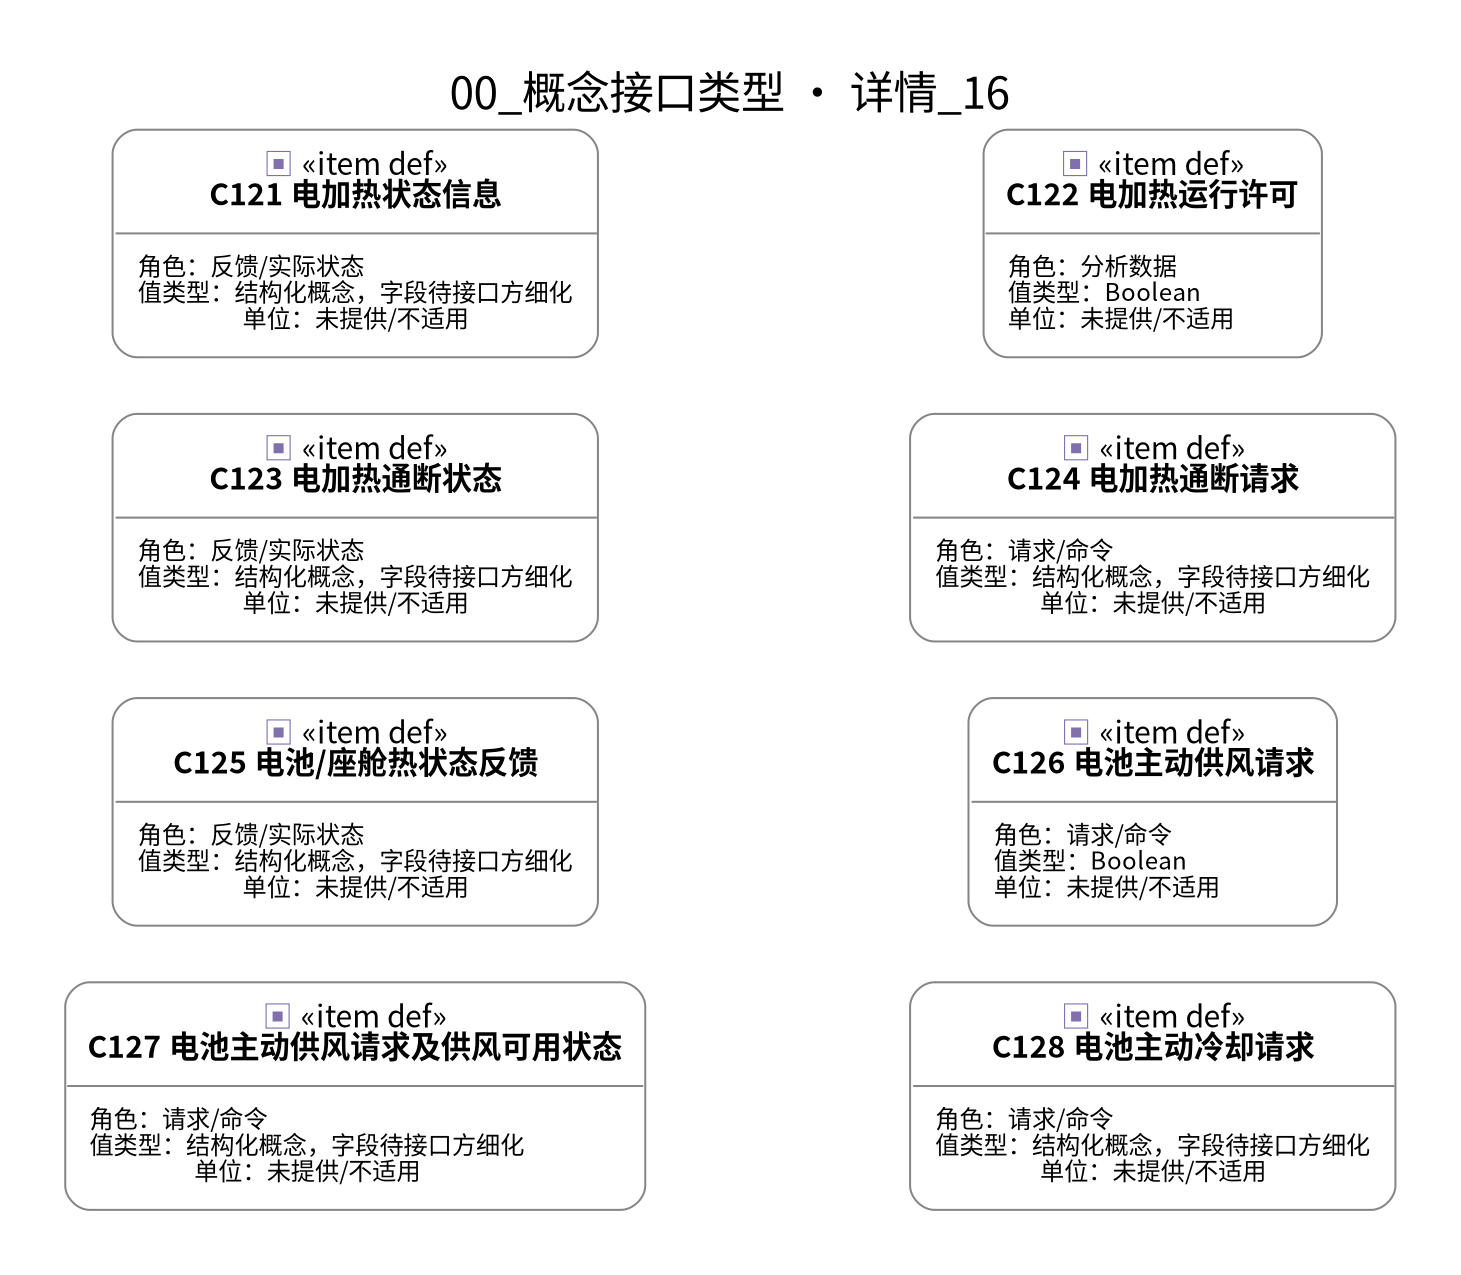 00_概念接口类型 · 详情_16
«item def»
C121 电加热状态信息
角色：反馈/实际状态
值类型：结构化概念，字段待接口方细化
单位：未提供/不适用
«item def»
C122 电加热运行许可
角色：分析数据
值类型：Boolean
单位：未提供/不适用
«item def»
C123 电加热通断状态
角色：反馈/实际状态
值类型：结构化概念，字段待接口方细化
单位：未提供/不适用
«item def»
C124 电加热通断请求
角色：请求/命令
值类型：结构化概念，字段待接口方细化
单位：未提供/不适用
«item def»
C125 电池/座舱热状态反馈
角色：反馈/实际状态
值类型：结构化概念，字段待接口方细化
单位：未提供/不适用
«item def»
C126 电池主动供风请求
角色：请求/命令
值类型：Boolean
单位：未提供/不适用
«item def»
C127 电池主动供风请求及供风可用状态
角色：请求/命令
值类型：结构化概念，字段待接口方细化
单位：未提供/不适用
«item def»
C128 电池主动冷却请求
角色：请求/命令
值类型：结构化概念，字段待接口方细化
单位：未提供/不适用